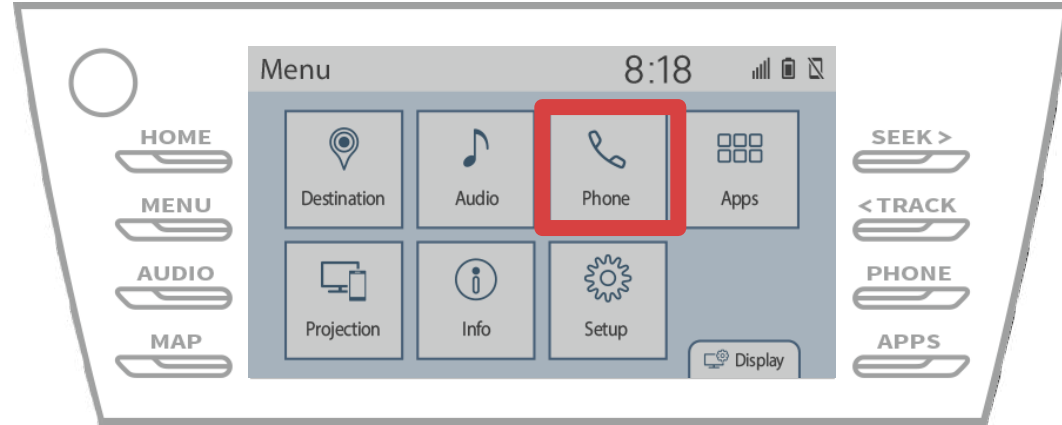 Menu 8:18
HOME
MENU
AUDIO
MAP
Destination Audio Phone Apps
Projection Info Setup
Display
SEEK >
< TRACK
PHONE
APPS